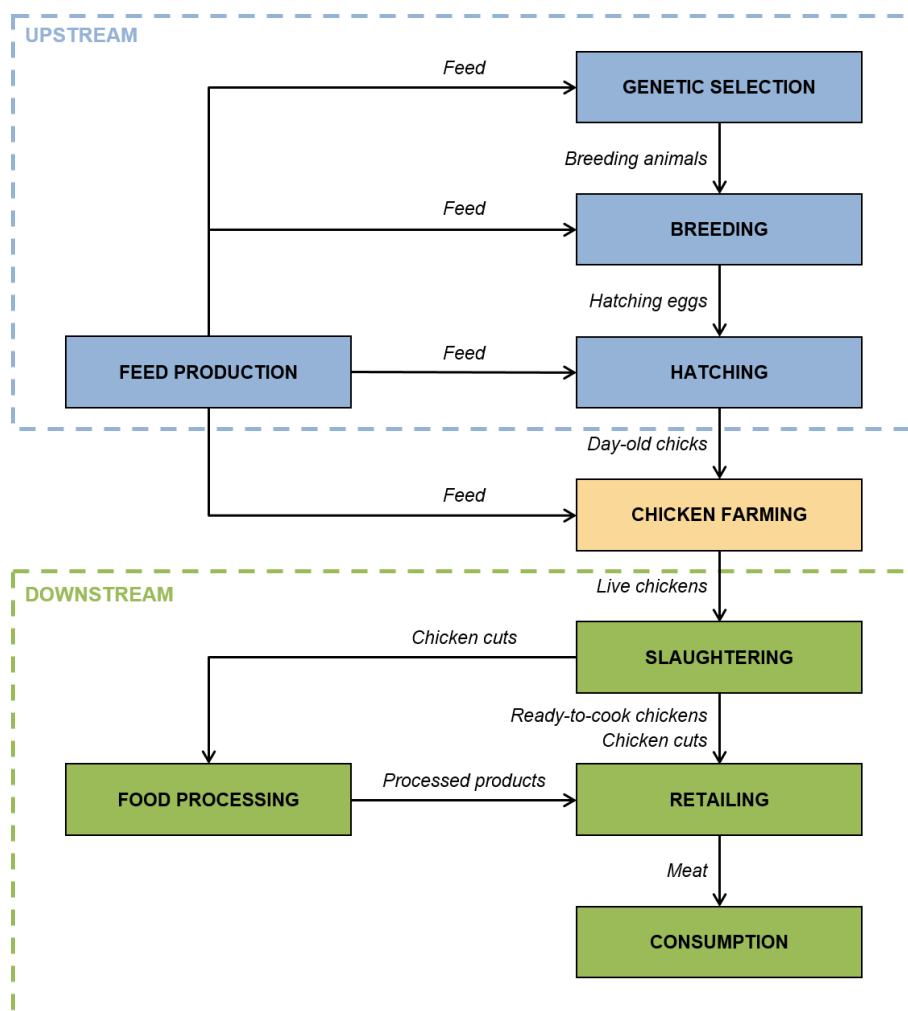 UPSTREAM
Feed
GENETIC SELECTION
Breeding animals
Feed
BREEDING
Hatching eggs
FEED PRODUCTION
Feed
HATCHING
Day-old chicks
Feed
CHICKEN FARMING
DOWNSTREAM
Live chickens
Chicken cuts
SLAUGHTERING
Ready-to-cook chickens
Chicken cuts
FOOD PROCESSING
Processed products
RETAILING
Meat
CONSUMPTION